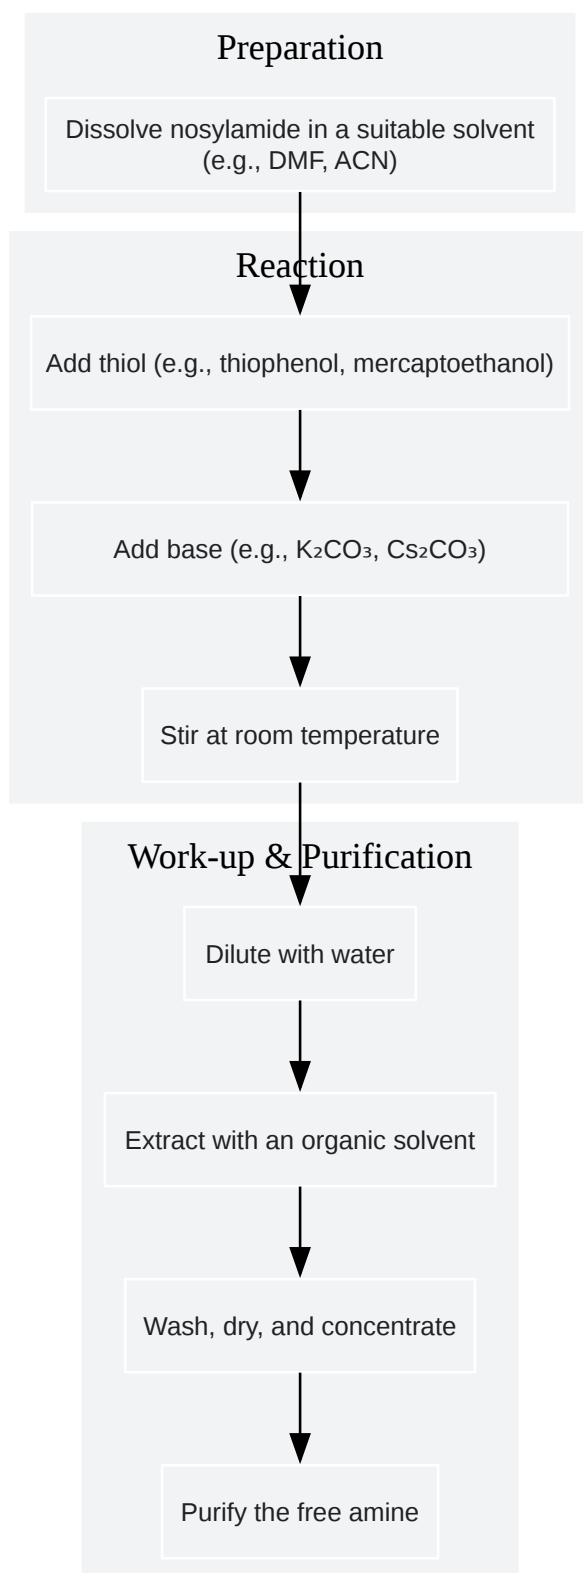 Preparation
Dissolve nosylamide in a suitable solvent
(e.g., DMF, ACN)
Reaction
Add thiol (e.g., thiophenol, mercaptoethanol)
Add base (e.g., K₂CO₃, Cs₂CO₃)
Stir at room temperature
Work-up & Purification
Dilute with water
Extract with an organic solvent
Wash, dry, and concentrate
Purify the free amine